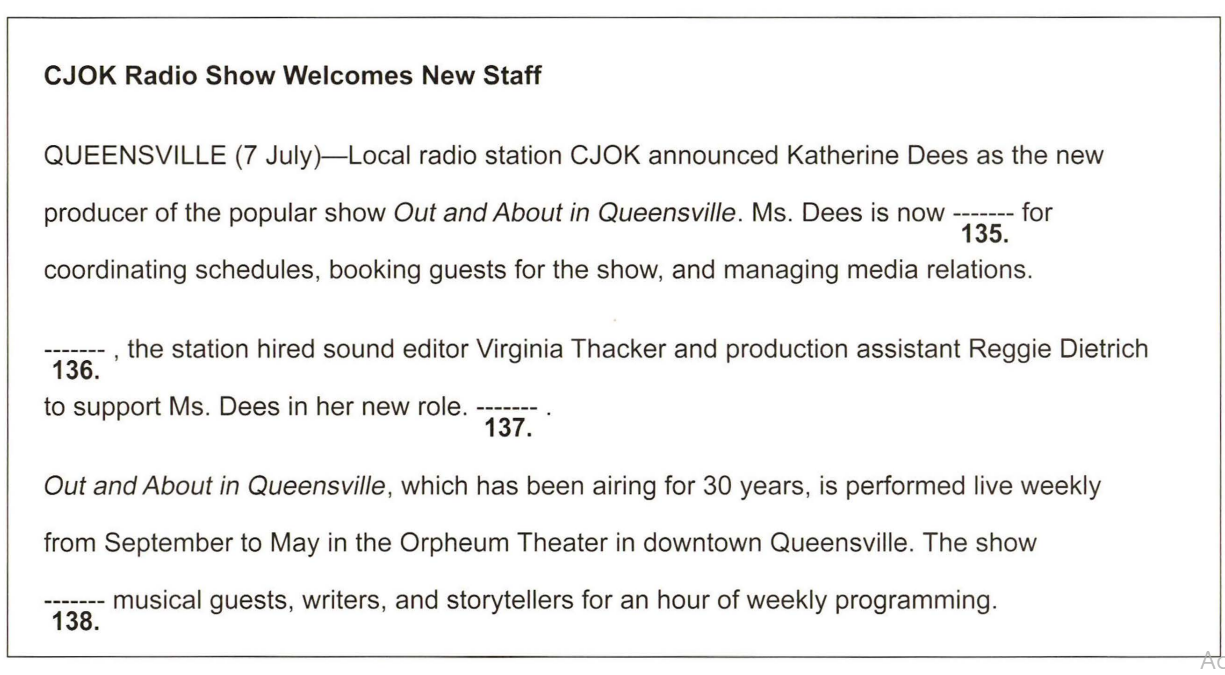 CJOK Radio Show Welcomes New Staff
QUEENSVILLE (7 July)—Local radio station CJOK announced Katherine Dees as the new
producer of the popular show Out and About in Queensville. Ms. Dees is now ------- for
135.
coordinating schedules, booking guests for the show, and managing media relations.
------- , the station hired sound editor Virginia Thacker and production assistant Reggie Dietrich
136.
to support Ms. Dees in her new role. ------- .
137.
Out and About in Queensville, which has been airing for 30 years, is performed live weekly
from September to May in the Orpheum Theater in downtown Queensville. The show
------- musical guests, writers, and storytellers for an hour of weekly programming.
138.